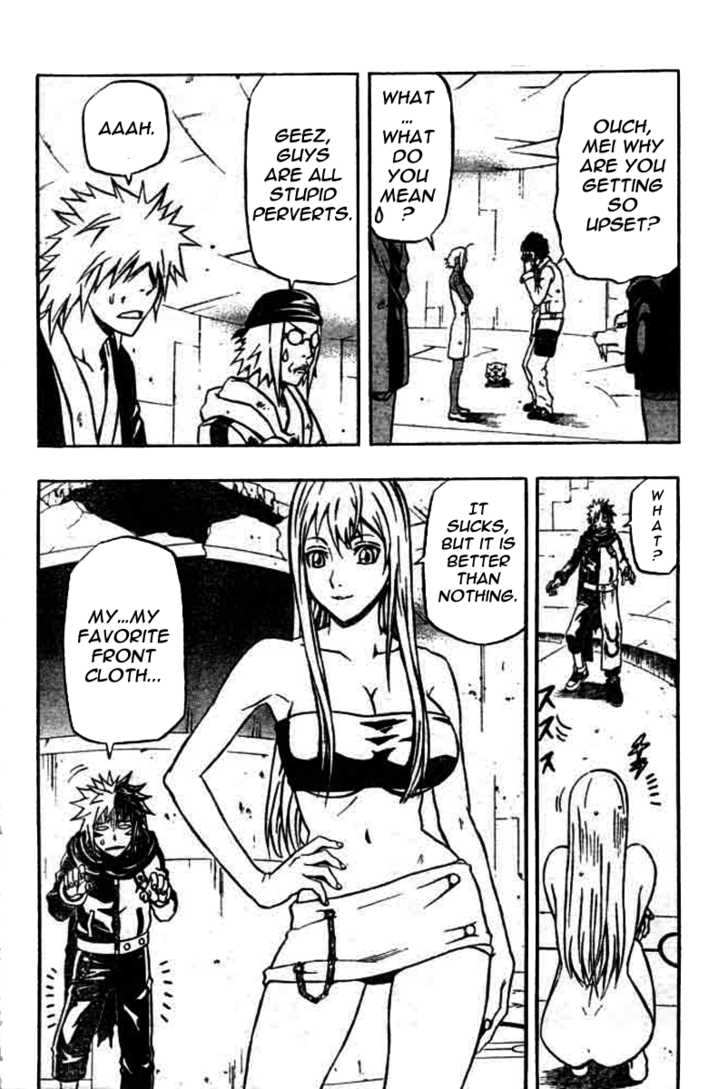 OUCH,
MEI WHY
ARE YOU
GETTING
SO
UPSET?
WHAT
...
WHAT
DO
YOU
MEAN
?
GEEZ,
GUYS
ARE ALL
STUPID
PERVERTS.
AAAH.
W
H
A
T
?
IT
SUCKS,
BUT IT IS
BETTER
THAN
NOTHING.
MY...MY
FAVORITE
FRONT
CLOTH...